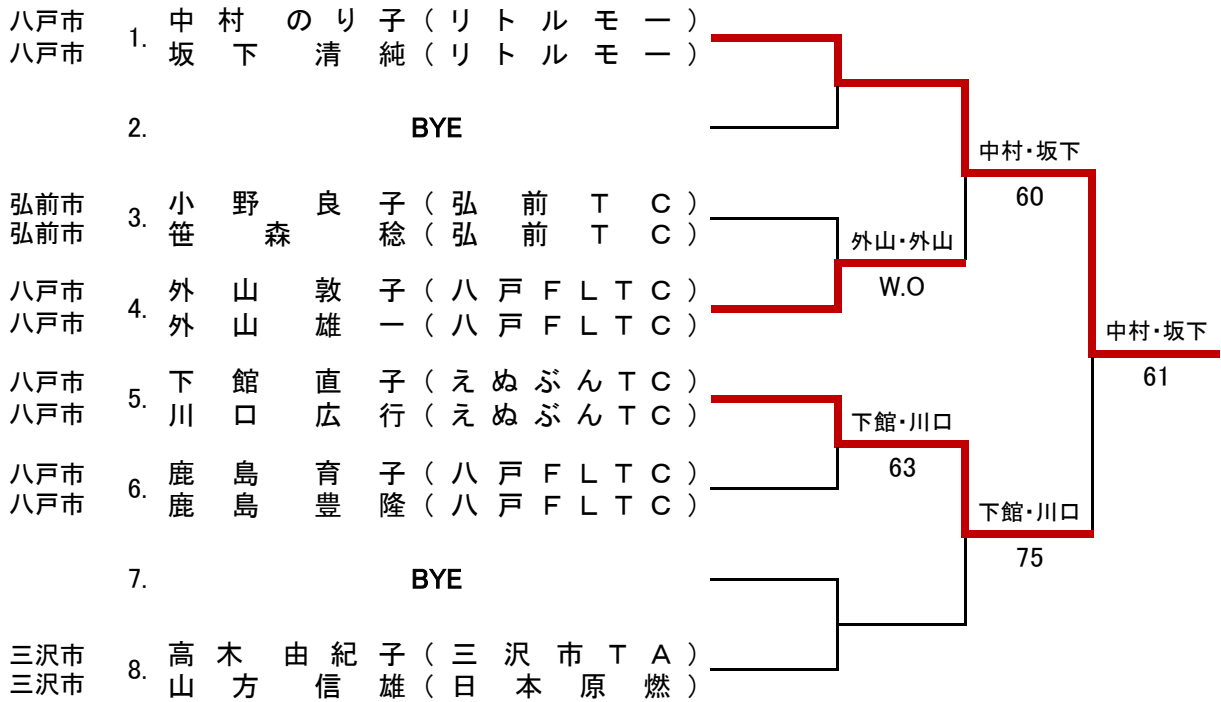 八戸市 1. 中村 のり子 (リトルモー)
八戸市 坂下 清純 (リトルモー)
2. BYE
中村・坂下
60
弘前市 3. 小野 良子 (弘前TC)
弘前市 笹森 稔 (弘前TC)
外山・外山
W.O
八戸市 4. 外山 敦子 (八戸FLTC)
八戸市 外山 雄一 (八戸FLTC)
中村・坂下
61
八戸市 5. 下館 直子 (えぬぶんTC)
八戸市 川口 広行 (えぬぶんTC)
下館・川口
63
八戸市 6. 鹿島 育子 (八戸FLTC)
八戸市 鹿島 豊隆 (八戸FLTC)
下館・川口
75
7. BYE
三沢市 8. 高木 由紀子 (三沢市TA)
三沢市 山方 信雄 (日本原燃)